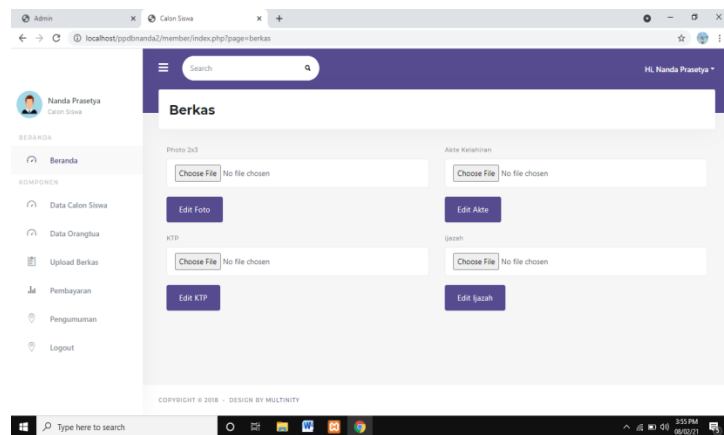 Admin
Calon Siswa
localhost/ppdbnanda2/member/index.php?page=berkas
Search
Hi, Nanda Prasetya
Nanda Prasetya
Calon Siswa
Berkas
BERANDA
Beranda
KOMPONEN
Data Calon Siswa
Data Orangtua
Upload Berkas
Pembayaran
Pengumuman
Logout
Photo 2x3
Choose File No file chosen
Edit Foto
Akte Kelahiran
Choose File No file chosen
Edit Akte
KTP
Choose File No file chosen
Edit KTP
Ijazah
Choose File No file chosen
Edit Ijazah
COPYRIGHT © 2018 - DESIGN BY MULTINITY
Type here to search
3:55 PM
08/02/21